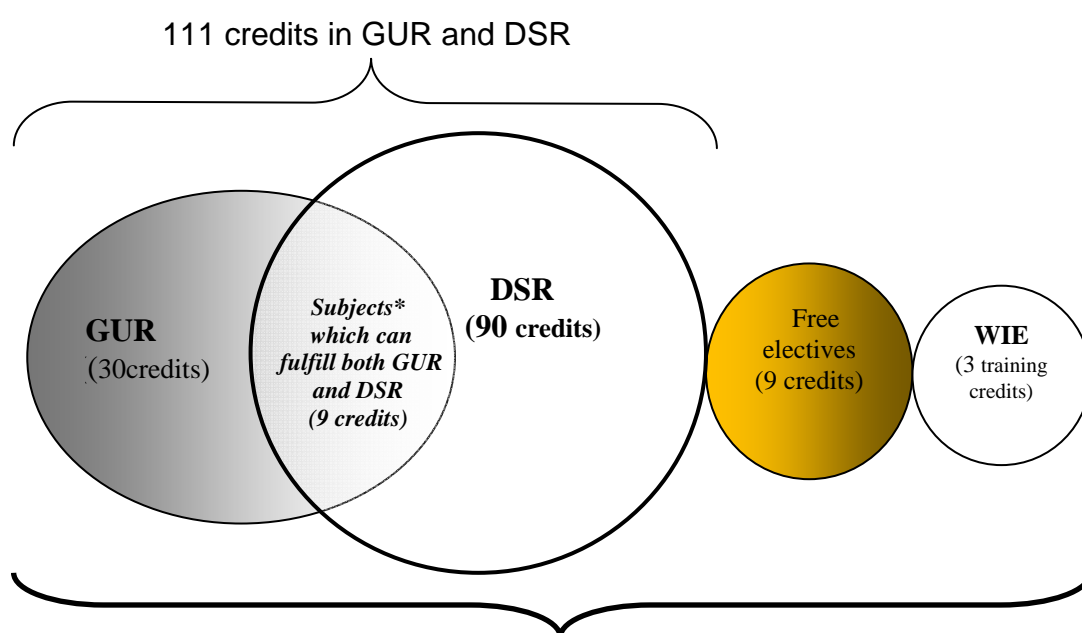 111 credits in GUR and DSR
GUR
(30credits)
Subjects*
which can
fulfill both GUR
and DSR
(9 credits)
DSR
(90 credits)
Free
electives
(9 credits)
WIE
(3 training
credits)